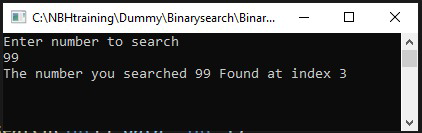 C:\NBHtraining\Dummy\Binarysearch\Binar...
Enter number to search
99
The number you searched 99 Found at index 3